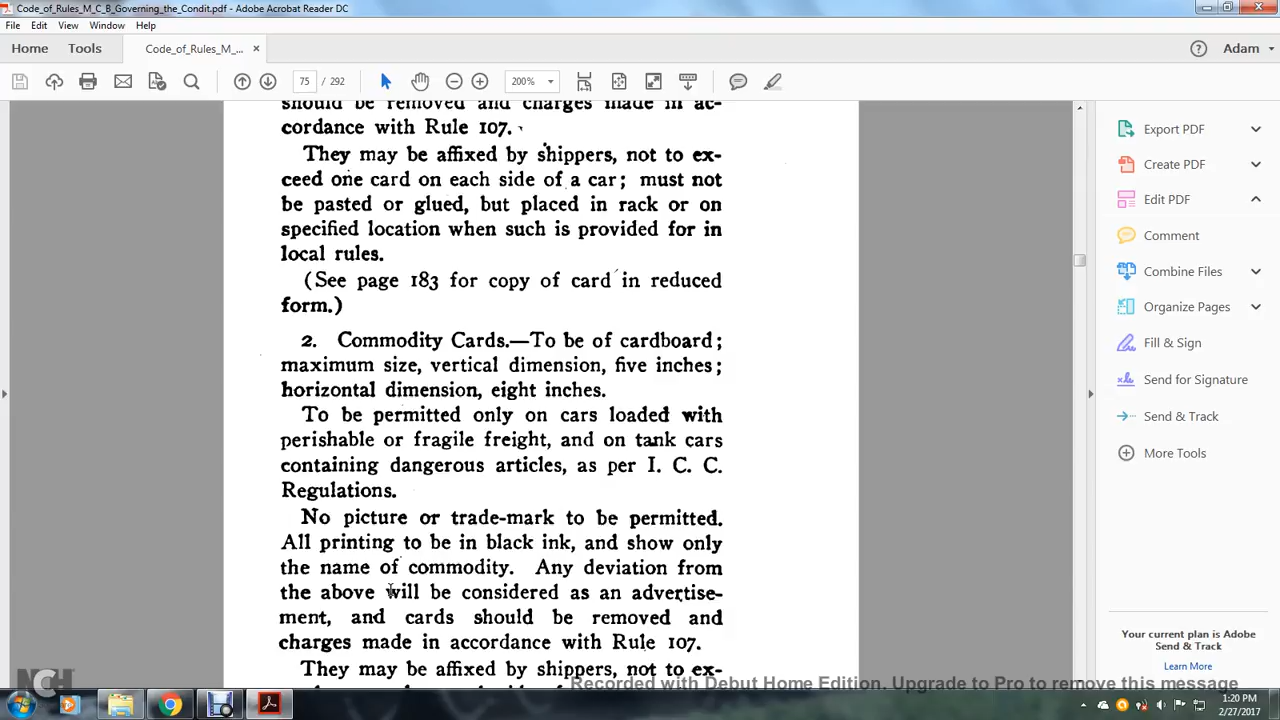 Code_of_Rules_M_C_B_Governing_the_Condit.pdf - Adobe Acrobat Reader DC
File Edit View Window Help
Home Tools Code_of_Rules_M_... × Adam
75 / 292 200%
should be removed and charges made in ac-
cordance with Rule 107.
They may be affixed by shippers, not to ex-
ceed one card on each side of a car; must not
be pasted or glued, but placed in rack or on
specified location when such is provided for in
local rules.
(See page 183 for copy of card in reduced
form.)
2. Commodity Cards.—To be of cardboard;
maximum size, vertical dimension, five inches;
horizontal dimension, eight inches.
To be permitted only on cars loaded with
perishable or fragile freight, and on tank cars
containing dangerous articles, as per I. C. C.
Regulations.
No picture or trade-mark to be permitted.
All printing to be in black ink, and show only
the name of commodity. Any deviation from
the above will be considered as an advertise-
ment, and cards should be removed and
charges made in accordance with Rule 107.
They may be affixed by shippers, not to ex-
Export PDF
Create PDF
Edit PDF
Comment
Combine Files
Organize Pages
Fill & Sign
Send for Signature
Send & Track
More Tools
Your current plan is Adobe
Send & Track
Learn More
NCH
Recorded with Debut Home Edition. Upgrade to Pro to remove this message
1:20 PM
2/27/2017